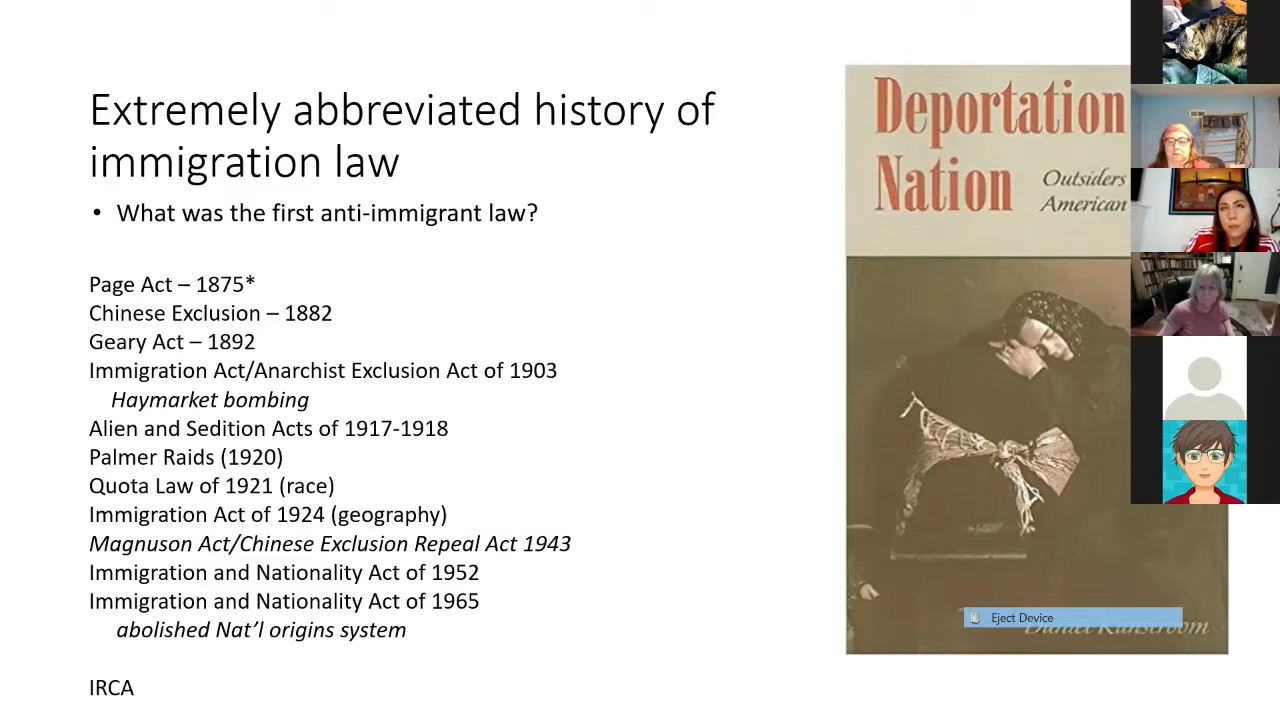 Extremely abbreviated history of
immigration law
• What was the first anti-immigrant law?
Page Act – 1875*
Chinese Exclusion – 1882
Geary Act – 1892
Immigration Act/Anarchist Exclusion Act of 1903
Haymarket bombing
Alien and Sedition Acts of 1917-1918
Palmer Raids (1920)
Quota Law of 1921 (race)
Immigration Act of 1924 (geography)
Magnuson Act/Chinese Exclusion Repeal Act 1943
Immigration and Nationality Act of 1952
Immigration and Nationality Act of 1965
abolished Nat’l origins system
IRCA
Deportation
Nation
Outsiders
American
Eject Device
Daniel Kanstroom